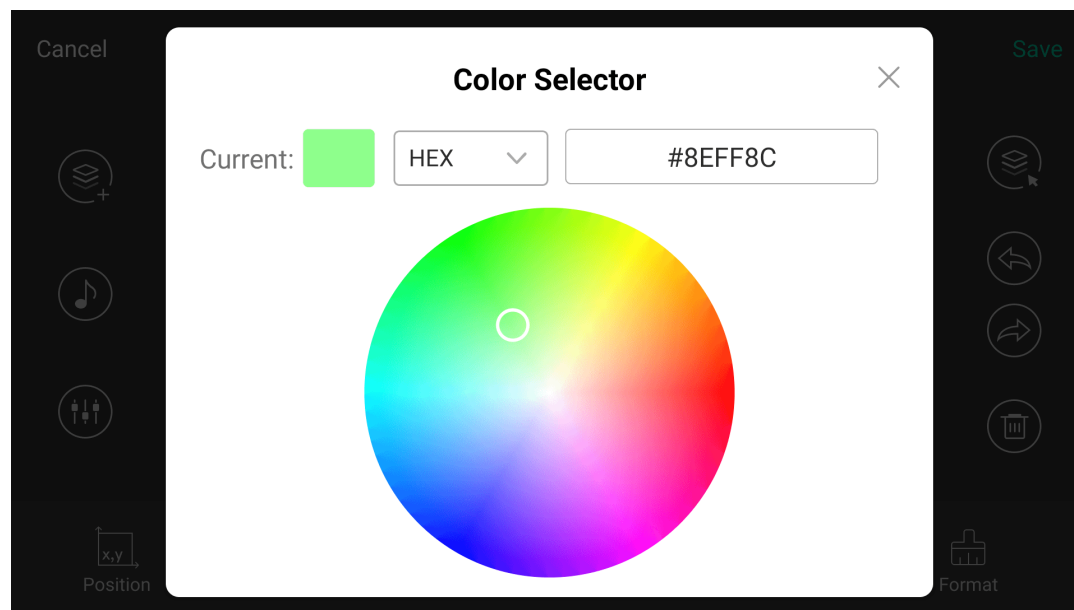 Cancel
Color Selector
Save
Current:
HEX
#8EFF8C
x,y
Position
Format